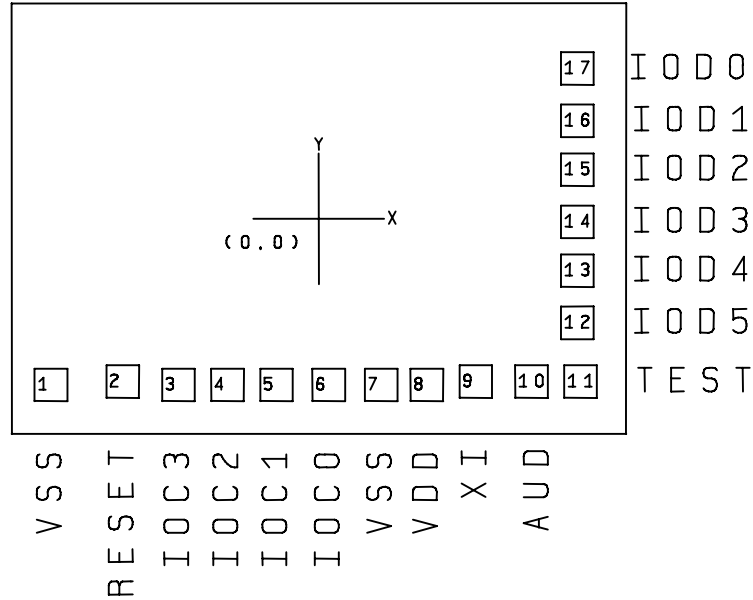 17 IOD0
16 IOD1
15 IOD2
Y
14 IOD3
X
(0,0)
13 IOD4
12 IOD5
1 2 3 4 5 6 7 8 9 10 11 TEST
VSS
RESET
IOC3
IOC2
IOC1
IOC0
VSS
VDD
XI
AUD